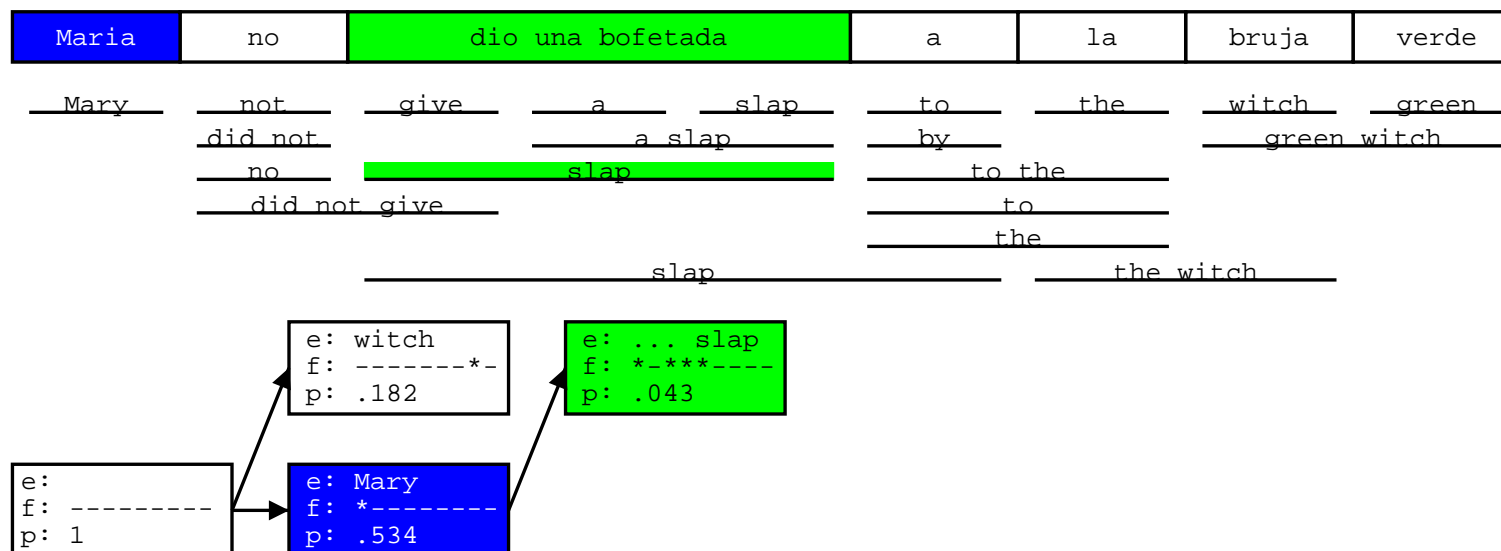 Maria no dio una bofetada a la bruja verde
Mary not give a slap to the witch green
did not a slap by green witch
no slap to the
did not give to
the
slap the witch
e: witch
f: -------*-
p: .182
e: ... slap
f: *-***----
p: .043
e:
f: ---------
p: 1
e: Mary
f: *--------
p: .534